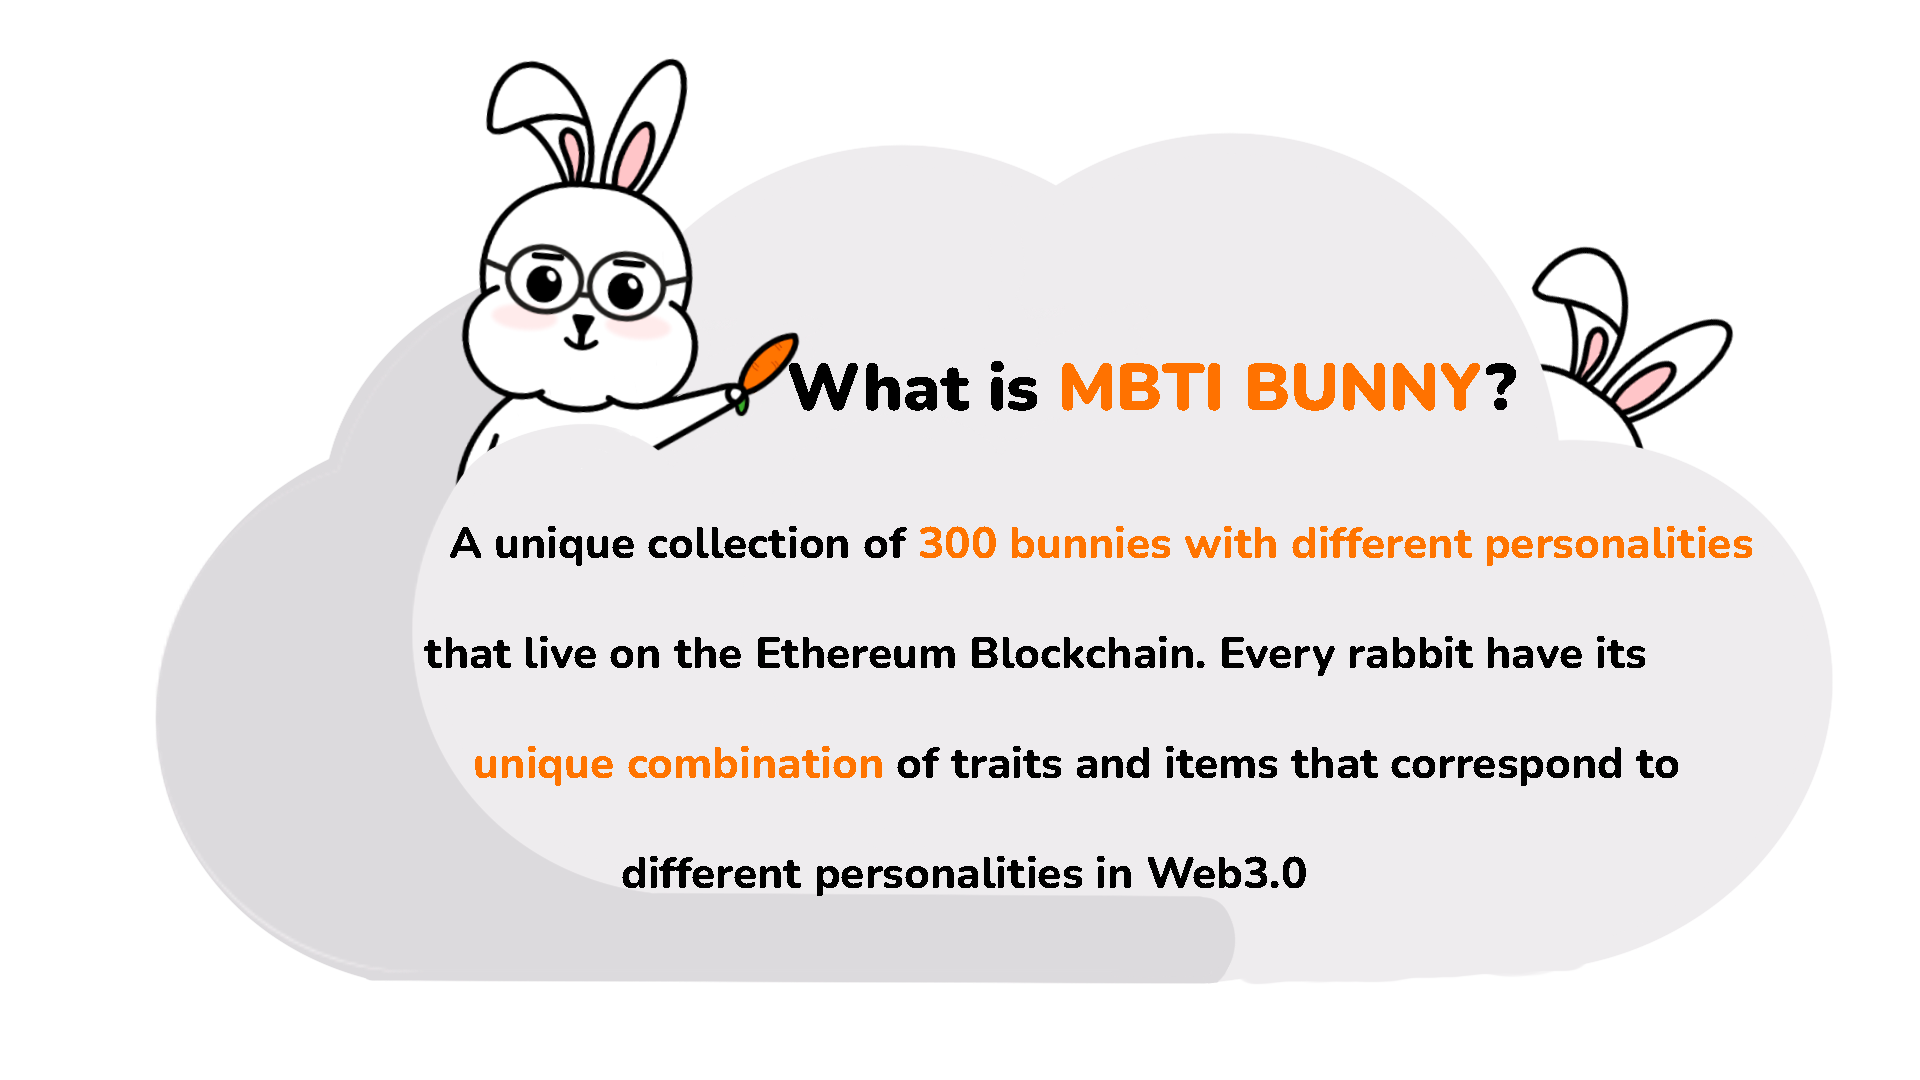 What is MBTI BUNNY?
A unique collection of 300 bunnies with different personalities
that live on the Ethereum Blockchain. Every rabbit have its
unique combination of traits and items that correspond to
different personalities in Web3.0